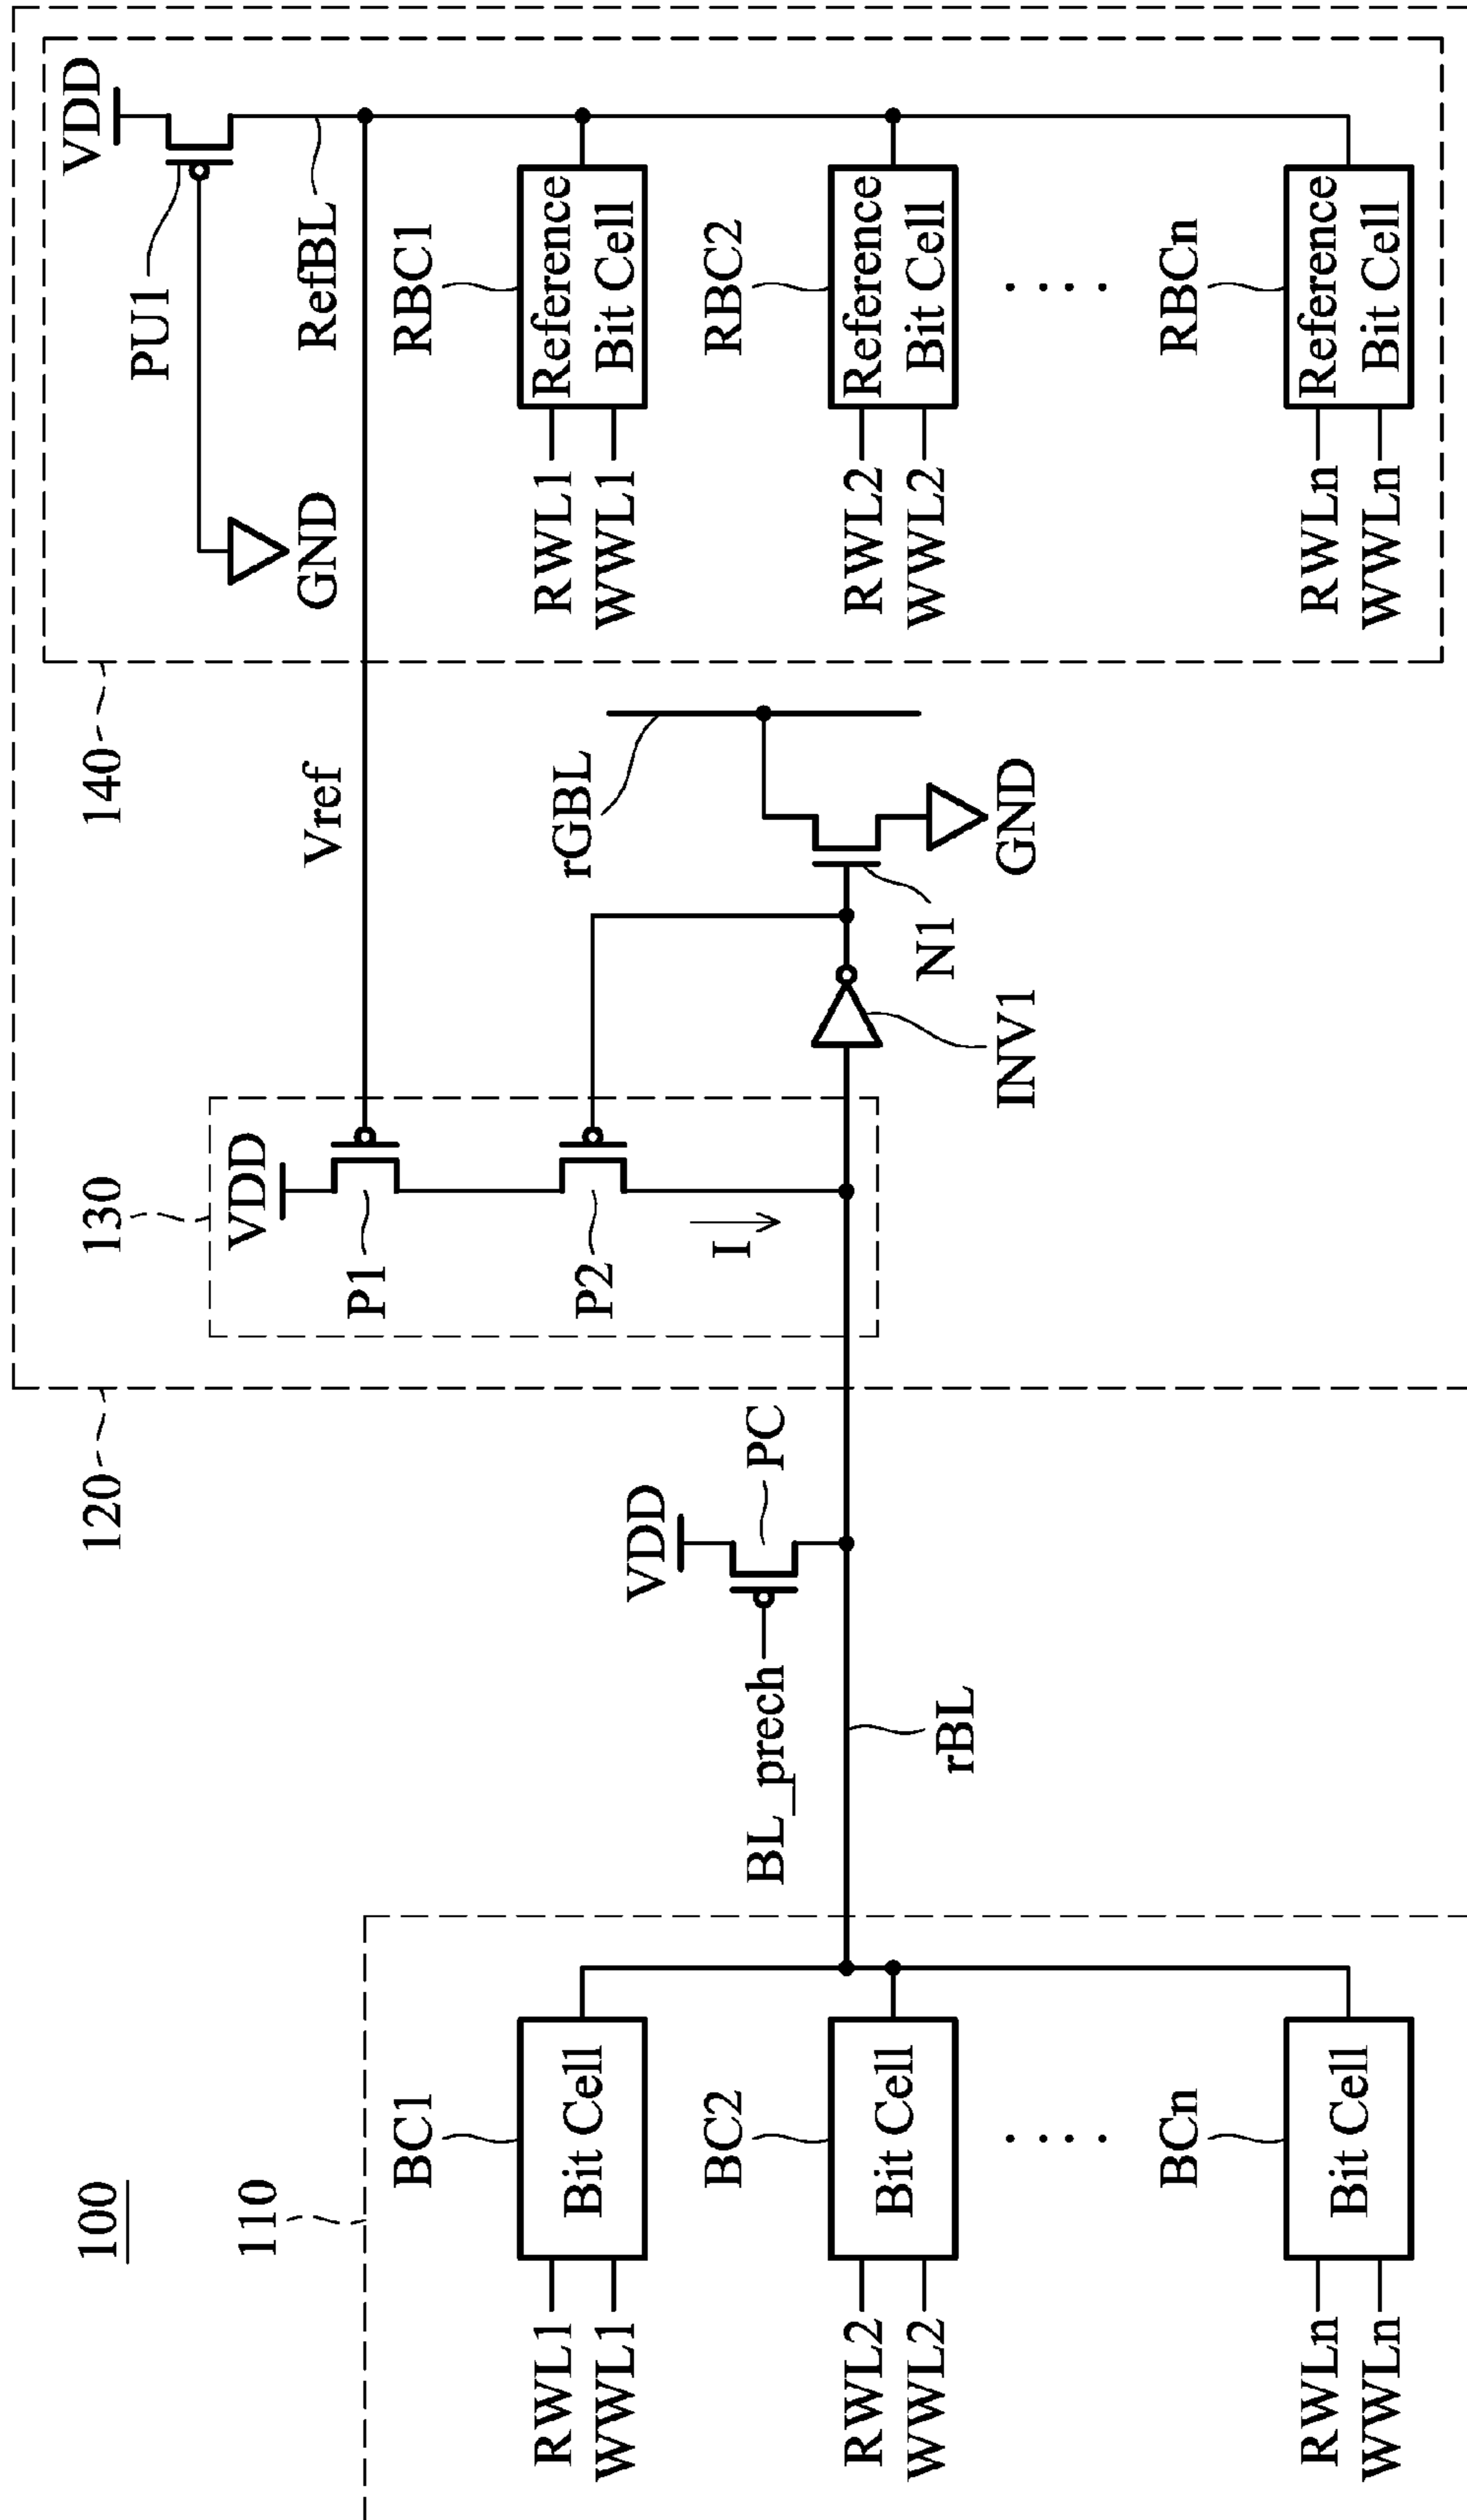 100
110
BC1
Bit Cell
RWL1
WWL1
BC2
Bit Cell
RWL2
WWL2
. . . .
BCn
Bit Cell
RWLn
WWLn
120
VDD
PC
BL_prech
rBL
130
VDD
P1
P2
I
INV1
N1
GND
rGBL
Vref
140
VDD
PU1
GND
RefBL
RBC1
Reference
Bit Cell
RWL1
WWL1
RBC2
Reference
Bit Cell
RWL2
WWL2
. . . .
RBCn
Reference
Bit Cell
RWLn
WWLn